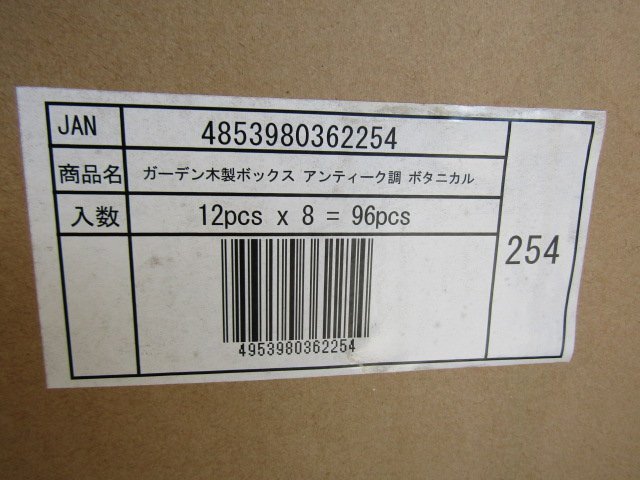 JAN 4853980362254
商品名 ガーデン木製ボックス アンティーク調 ボタニカル
入数 12pcs x 8 = 96pcs
254
4953980362254